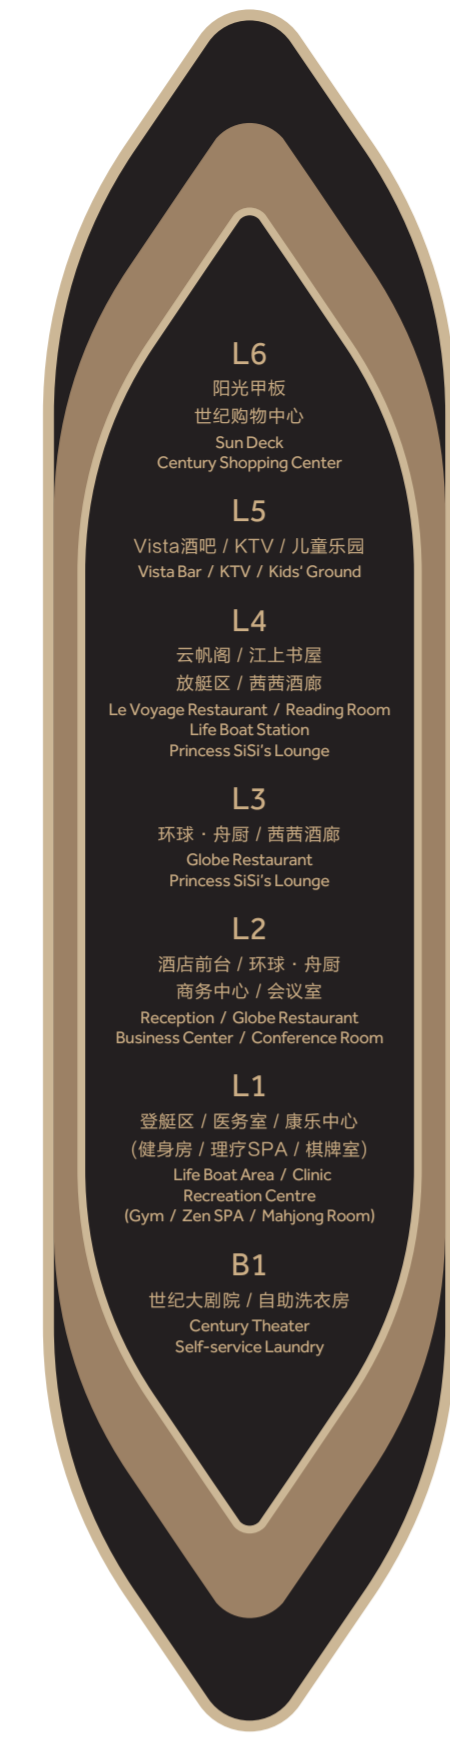 L6
阳光甲板
世纪购物中心
Sun Deck
Century Shopping Center
L5
Vista酒吧 / KTV / 儿童乐园
Vista Bar / KTV / Kids' Ground
L4
云帆阁 / 江上书屋
放艇区 / 茜茜酒廊
Le Voyage Restaurant / Reading Room
Life Boat Station
Princess SiSi's Lounge
L3
环球 · 舟厨 / 茜茜酒廊
Globe Restaurant
Princess SiSi's Lounge
L2
酒店前台 / 环球 · 舟厨
商务中心 / 会议室
Reception / Globe Restaurant
Business Center / Conference Room
L1
登艇区 / 医务室 / 康乐中心
(健身房 / 理疗SPA / 棋牌室)
Life Boat Area / Clinic
Recreation Centre
(Gym / Zen SPA / Mahjong Room)
B1
世纪大剧院 / 自助洗衣房
Century Theater
Self-service Laundry